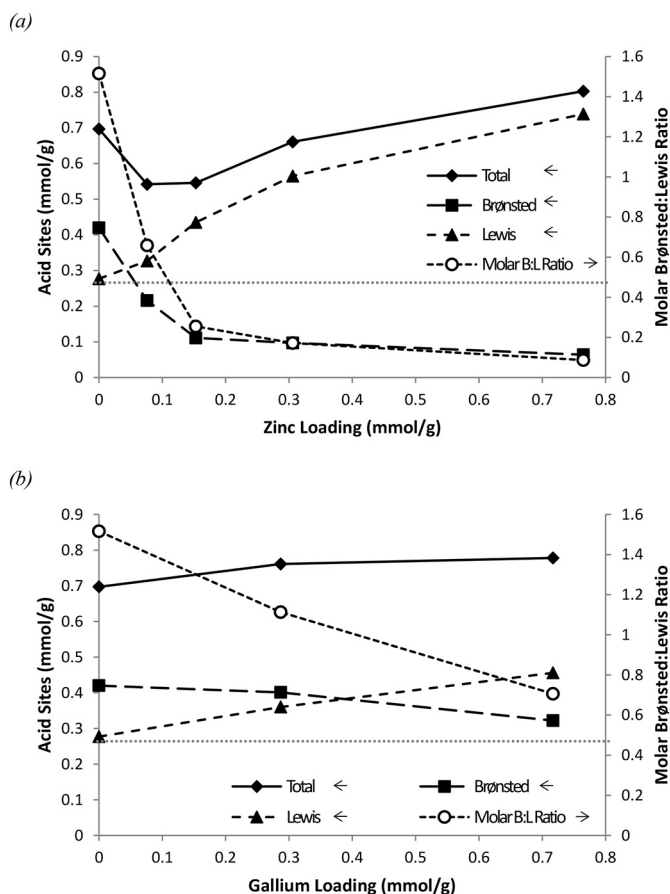 (a)
0.9
0.8
0.7
0.6
0.5
0.4
0.3
0.2
0.1
0
Acid Sites (mmol/g)
1.6
1.4
1.2
1
0.8
0.6
0.4
0.2
0
Molar Brønsted:Lewis Ratio
Total ←
Brønsted ←
Lewis ←
Molar B:L Ratio →
0 0.1 0.2 0.3 0.4 0.5 0.6 0.7 0.8
Zinc Loading (mmol/g)
(b)
0.9
0.8
0.7
0.6
0.5
0.4
0.3
0.2
0.1
0
Acid Sites (mmol/g)
1.6
1.4
1.2
1
0.8
0.6
0.4
0.2
0
Molar Brønsted:Lewis Ratio
Total ← Brønsted ←
Lewis ← Molar B:L Ratio →
0 0.1 0.2 0.3 0.4 0.5 0.6 0.7 0.8
Gallium Loading (mmol/g)